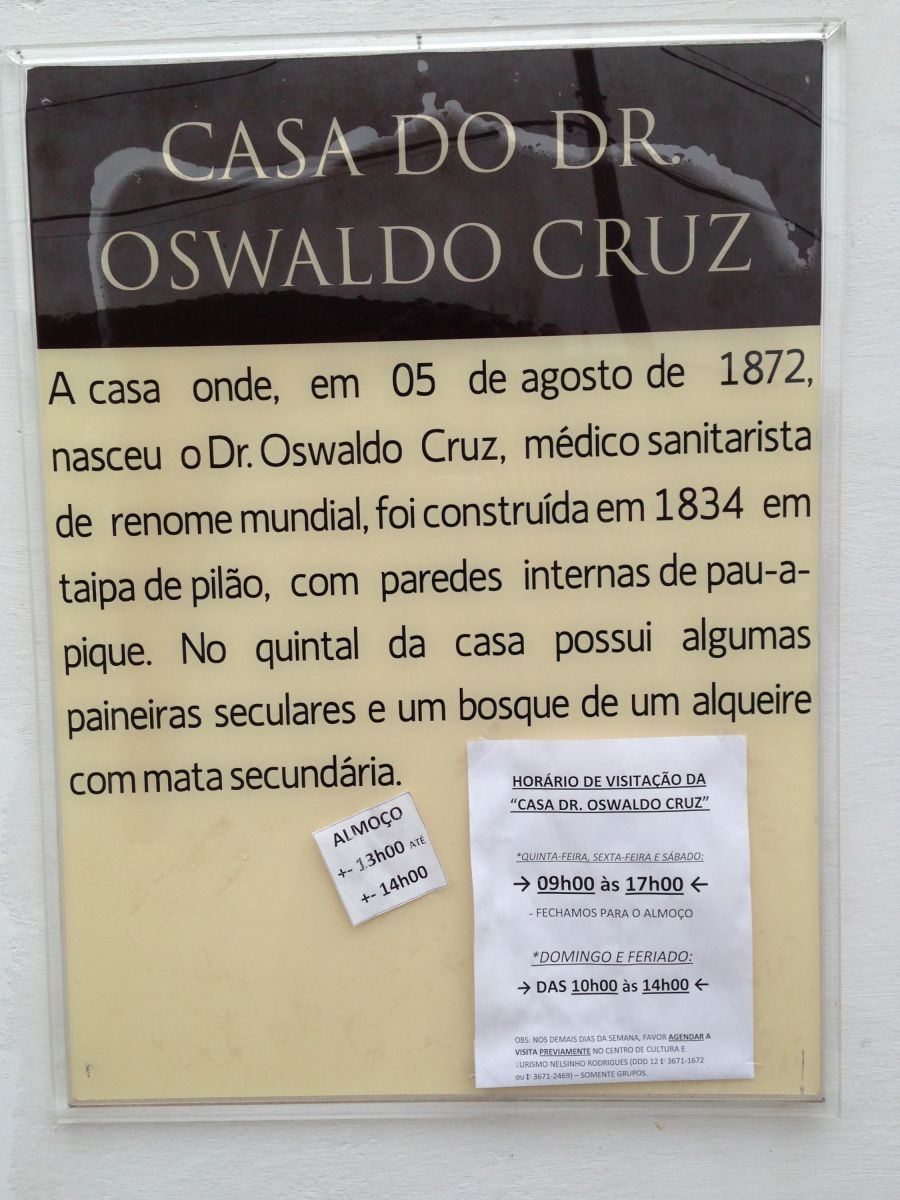 CASA DO DR.
OSWALDO CRUZ
A casa onde, em 05 de agosto de 1872,
nasceu o Dr. Oswaldo Cruz, médico sanitarista
de renome mundial, foi construída em 1834 em
taipa de pilão, com paredes internas de pau-a-
pique. No quintal da casa possui algumas
paineiras seculares e um bosque de um alqueire
com mata secundária.
ALMOÇO
+- 13h00 ATÉ
+- 14h00
HORÁRIO DE VISITAÇÃO DA
“CASA DR. OSWALDO CRUZ”
*QUINTA-FEIRA, SEXTA-FEIRA E SÁBADO:
→ 09h00 às 17h00 ←
- FECHAMOS PARA O ALMOÇO
*DOMINGO E FERIADO:
→ DAS 10h00 às 14h00 ←
OBS: NOS DEMAIS DIAS DA SEMANA, FAVOR AGENDAR A
VISITA PREVIAMENTE NO CENTRO DE CULTURA E
TURISMO NELSINHO RODRIGUES (DDD 12 3671-1672
ou 3671-2469) – SOMENTE GRUPOS.